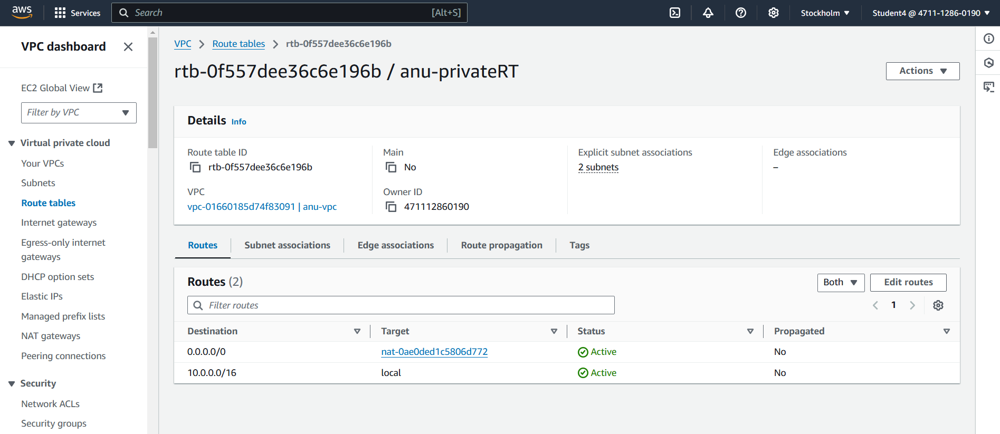 aws
Services
Search
[Alt+S]
Stockholm
Student4 @ 4711-1286-0190
VPC dashboard
EC2 Global View
Filter by VPC
Virtual private cloud
Your VPCs
Subnets
Route tables
Internet gateways
Egress-only internet
gateways
DHCP option sets
Elastic IPs
Managed prefix lists
NAT gateways
Peering connections
Security
Network ACLs
Security groups
VPC
Route tables
rtb-0f557dee36c6e196b
rtb-0f557dee36c6e196b / anu-privateRT
Actions
Details Info
Route table ID
rtb-0f557dee36c6e196b
Main
No
Explicit subnet associations
2 subnets
Edge associations
–
VPC
vpc-01660185d74f83091 | anu-vpc
Owner ID
471112860190
Routes
Subnet associations
Edge associations
Route propagation
Tags
Routes (2)
Both
Edit routes
Filter routes
1
Destination
Target
Status
Propagated
0.0.0.0/0
nat-0ae0ded1c5806d772
Active
No
10.0.0.0/16
local
Active
No